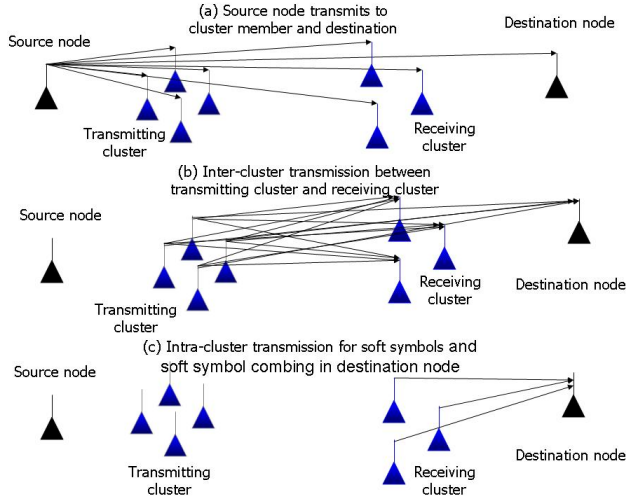 (a) Source node transmits to
cluster member and destination
Source node
Destination node
Transmitting
cluster
Receiving
cluster
(b) Inter-cluster transmission between
transmitting cluster and receiving cluster
Source node
Transmitting
cluster
Receiving
cluster
Destination node
(c) Intra-cluster transmission for soft symbols and
soft symbol combing in destination node
Source node
Transmitting
cluster
Receiving
cluster
Destination node